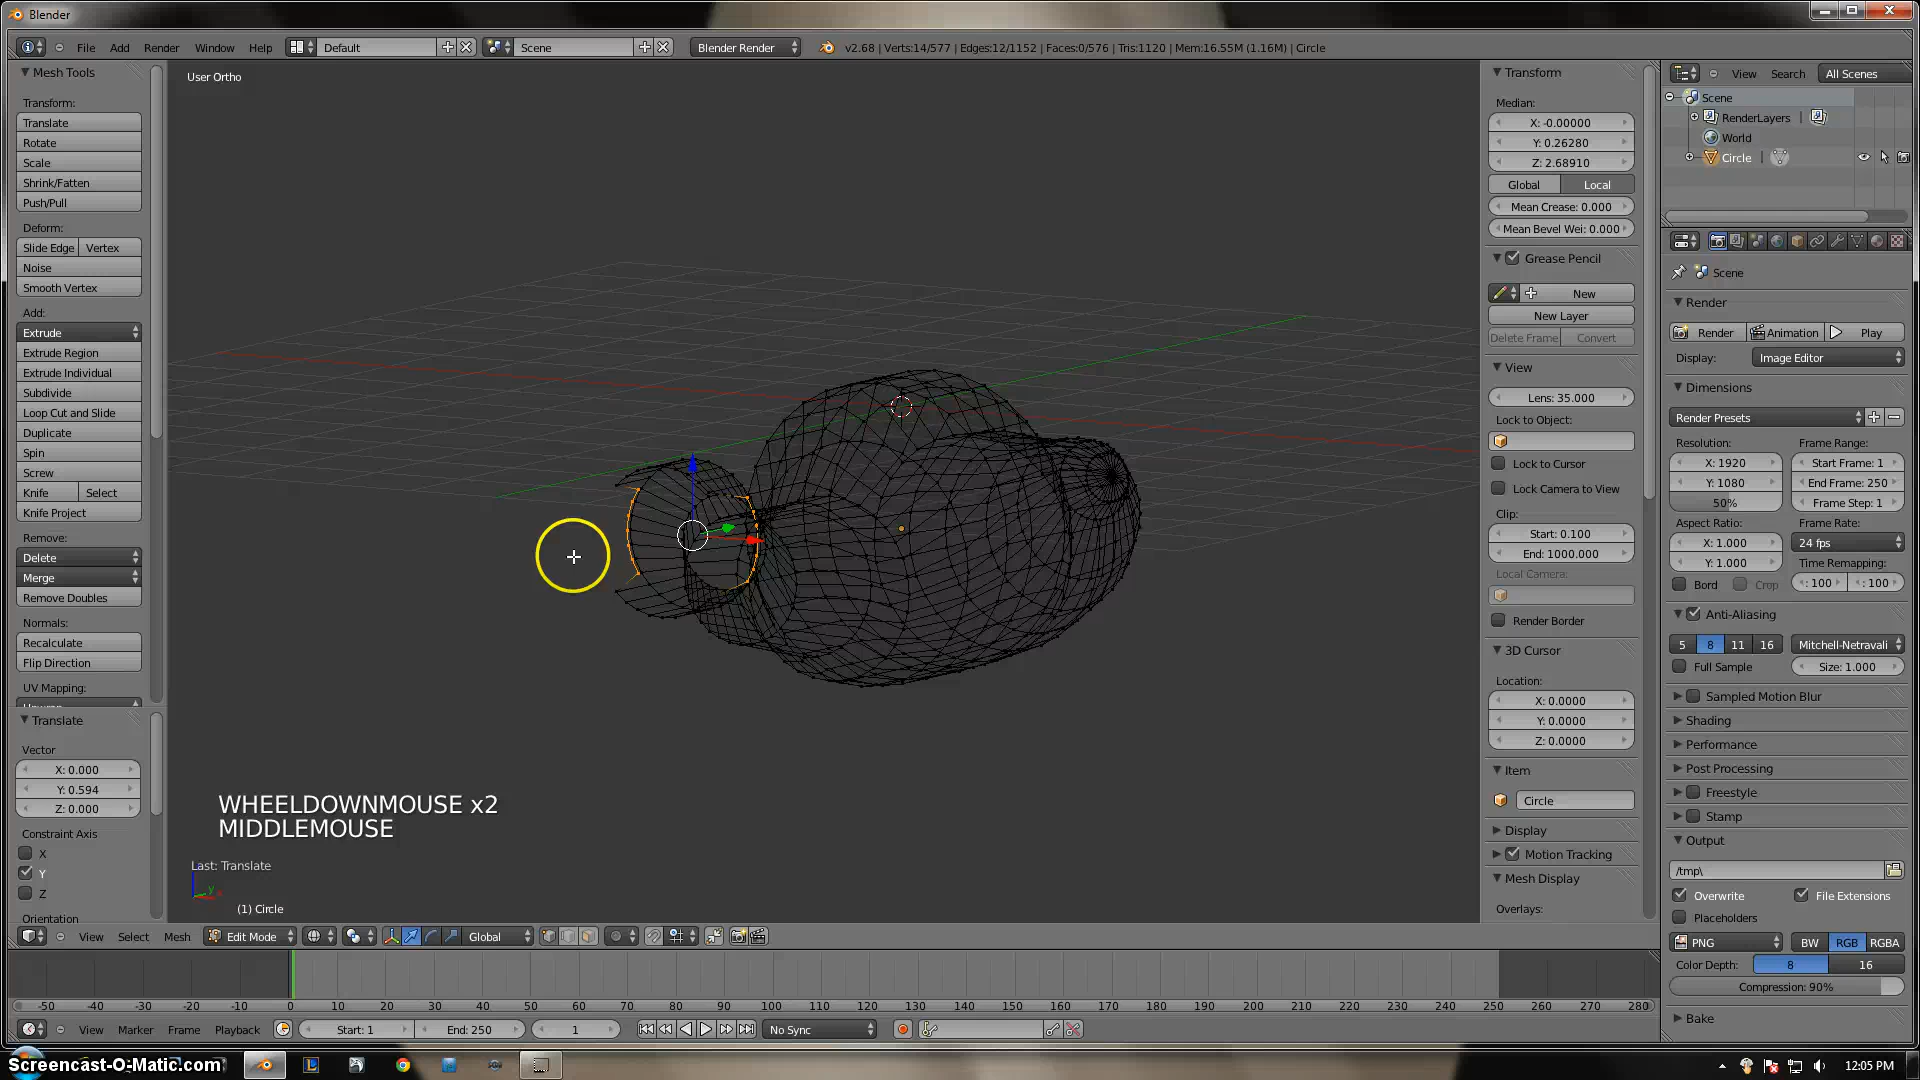 Blender
File Add Render Window Help Default Scene Blender Render v2.68 | Verts:14/577 | Edges:12/1152 | Faces:0/576 | Tris:1120 | Mem:16.55M (1.16M) | Circle
Mesh Tools
Transform:
Translate
Rotate
Scale
Shrink/Fatten
Push/Pull
Deform:
Slide Edge Vertex
Noise
Smooth Vertex
Add:
Extrude
Extrude Region
Extrude Individual
Subdivide
Loop Cut and Slide
Duplicate
Spin
Screw
Knife Select
Knife Project
Remove:
Delete
Merge
Remove Doubles
Normals:
Recalculate
Flip Direction
UV Mapping:
Translate
Vector
X: 0.000
Y: 0.594
Z: 0.000
Constraint Axis
X
Y
Z
Orientation
User Ortho
WHEELDOWNMOUSE x2
MIDDLEMOUSE
Last: Translate
y
(1) Circle
Transform
Median:
X: -0.00000
Y: 0.26280
Z: 2.68910
Global Local
Mean Crease: 0.000
Mean Bevel Wei: 0.000
Grease Pencil
New
New Layer
Delete Frame Convert
View
Lens: 35.000
Lock to Object:
Lock to Cursor
Lock Camera to View
Clip:
Start: 0.100
End: 1000.000
Local Camera:
Render Border
3D Cursor
Location:
X: 0.0000
Y: 0.0000
Z: 0.0000
Item
Circle
Display
Motion Tracking
Mesh Display
Overlays:
View Search All Scenes
Scene
RenderLayers |
World
Circle |
Scene
Render
Render Animation Play
Display: Image Editor
Dimensions
Render Presets
Resolution: Frame Range:
X: 1920 Start Frame: 1
Y: 1080 End Frame: 250
50% Frame Step: 1
Aspect Ratio: Frame Rate:
X: 1.000 24 fps
Y: 1.000 Time Remapping:
Bord Crop : 100 : 100
Anti-Aliasing
5 8 11 16 Mitchell-Netravali
Full Sample Size: 1.000
Sampled Motion Blur
Shading
Performance
Post Processing
Freestyle
Stamp
Output
/tmp\
Overwrite File Extensions
Placeholders
PNG BW RGB RGBA
Color Depth: 8 16
Compression: 90%
Bake
View Select Mesh Edit Mode Global
-50 -40 -30 -20 -10 0 10 20 30 40 50 60 70 80 90 100 110 120 130 140 150 160 170 180 190 200 210 220 230 240 250 260 270 280
View Marker Frame Playback Start: 1 End: 250 1 No Sync
Screencast-O-Matic.com
12:05 PM